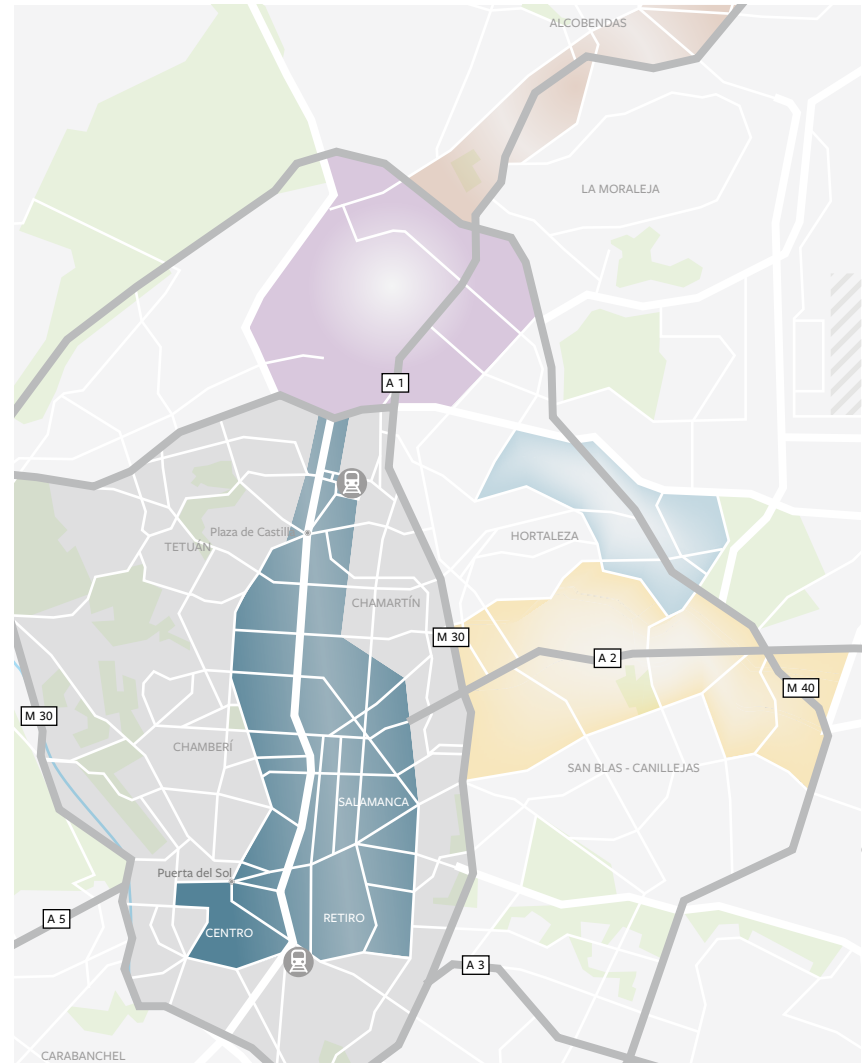 ALCOBENDAS
LA MORALEJA
A 1
Plaza de Castill
TETUÁN
HORTALEZA
CHAMARTÍN
M 30
A 2
M 40
M 30
CHAMBERÍ
SAN BLAS - CANILLEJAS
SALAMANCA
Puerta del Sol
A 5
CENTRO
RETIRO
A 3
CARABANCHEL